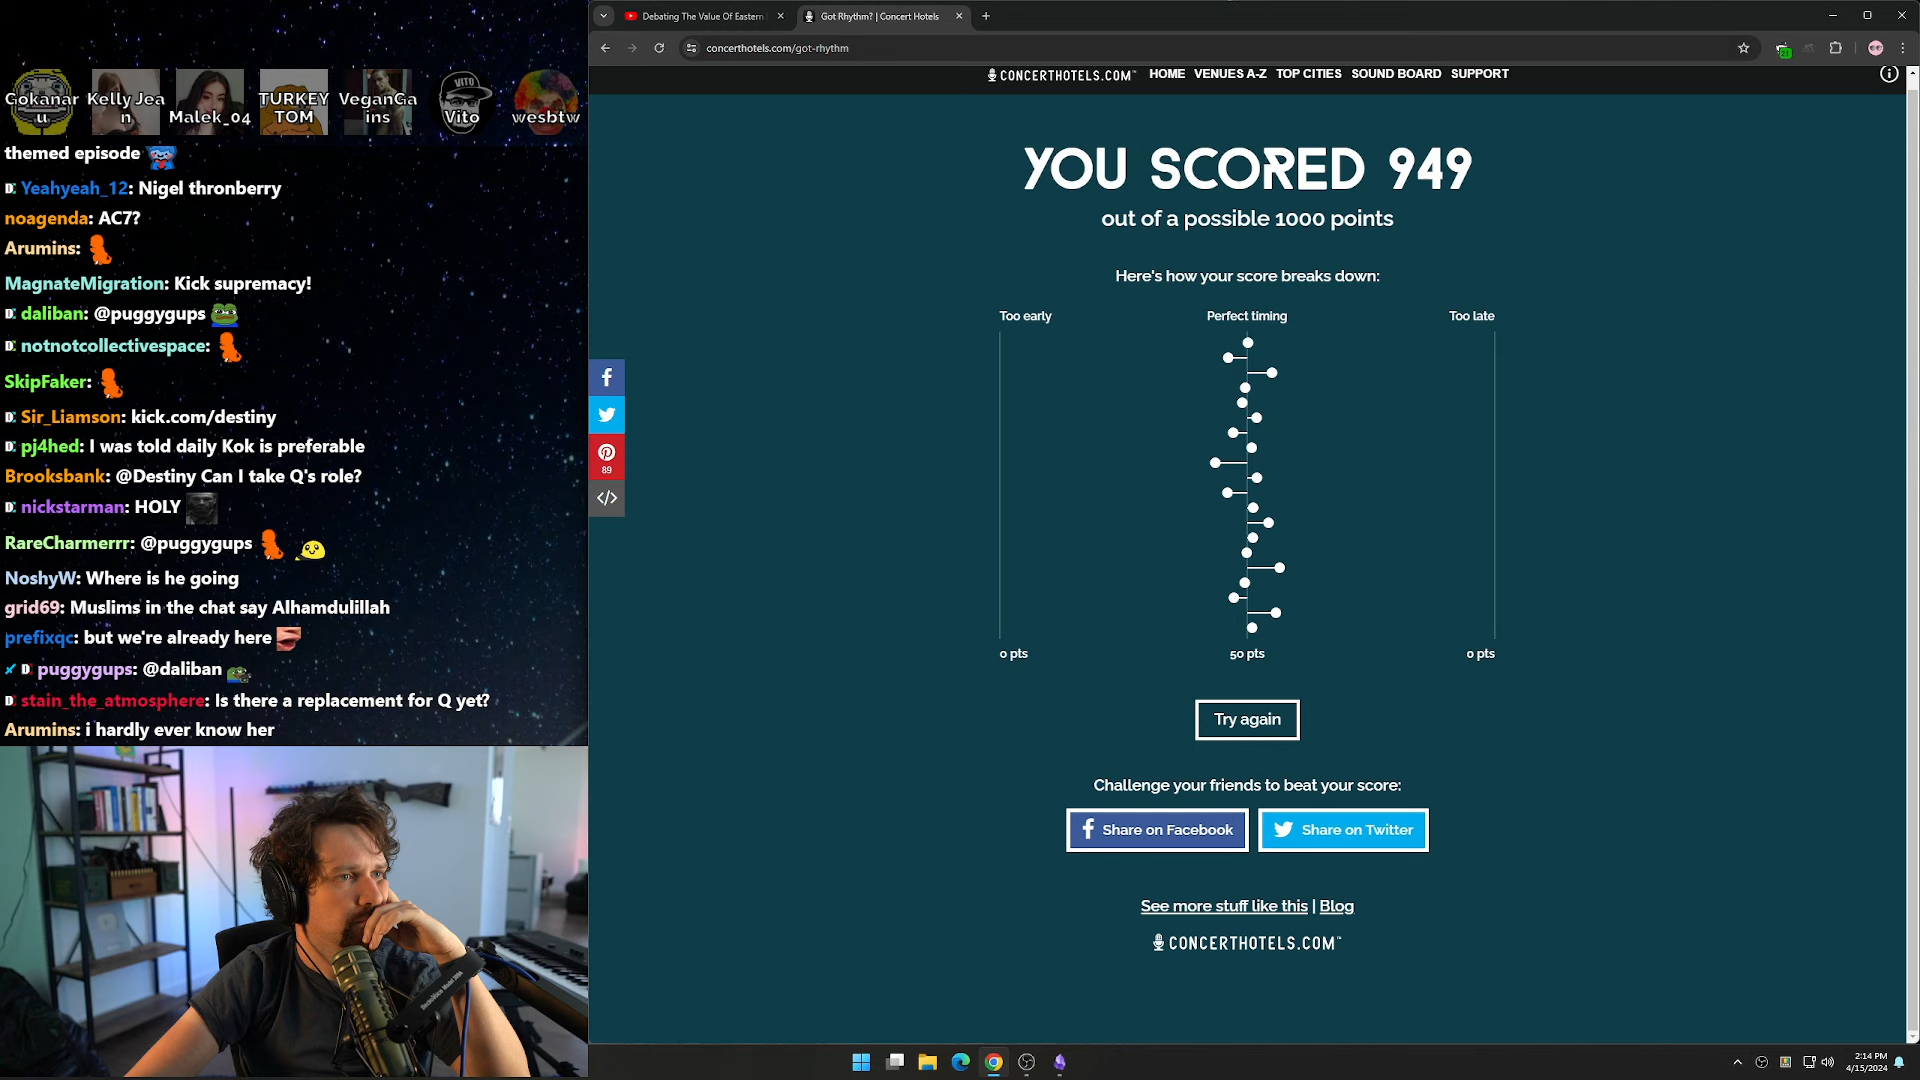 Debating The Value Of Eastern
Got Rhythm? | Concert Hotels
concerthotels.com/got-rhythm
21
CONCERTHOTELS.COM™
HOME
VENUES A-Z
TOP CITIES
SOUND BOARD
SUPPORT
Gokanaru
Kelly Jean
Malek_04
TURKEY TOM
VeganGains
Vito
wesbtw
themed episode
Yeahyeah_12: Nigel thronberry
noagenda: AC7?
Arumins:
MagnateMigration: Kick supremacy!
daliban: @puggygups
notnotcollectivespace:
SkipFaker:
Sir_Liamson: kick.com/destiny
pj4hed: I was told daily Kok is preferable
Brooksbank: @Destiny Can I take Q's role?
nickstarman: HOLY
RareCharmerrr: @puggygups
NoshyW: Where is he going
grid69: Muslims in the chat say Alhamdulillah
prefixqc: but we're already here
puggygups: @daliban
stain_the_atmosphere: Is there a replacement for Q yet?
Arumins: i hardly ever know her
89
YOU SCORED 949
out of a possible 1000 points
Here's how your score breaks down:
Too early
Perfect timing
Too late
0 pts
50 pts
0 pts
Try again
Challenge your friends to beat your score:
Share on Facebook
Share on Twitter
See more stuff like this | Blog
CONCERTHOTELS.COM™
2:14 PM
4/15/2024